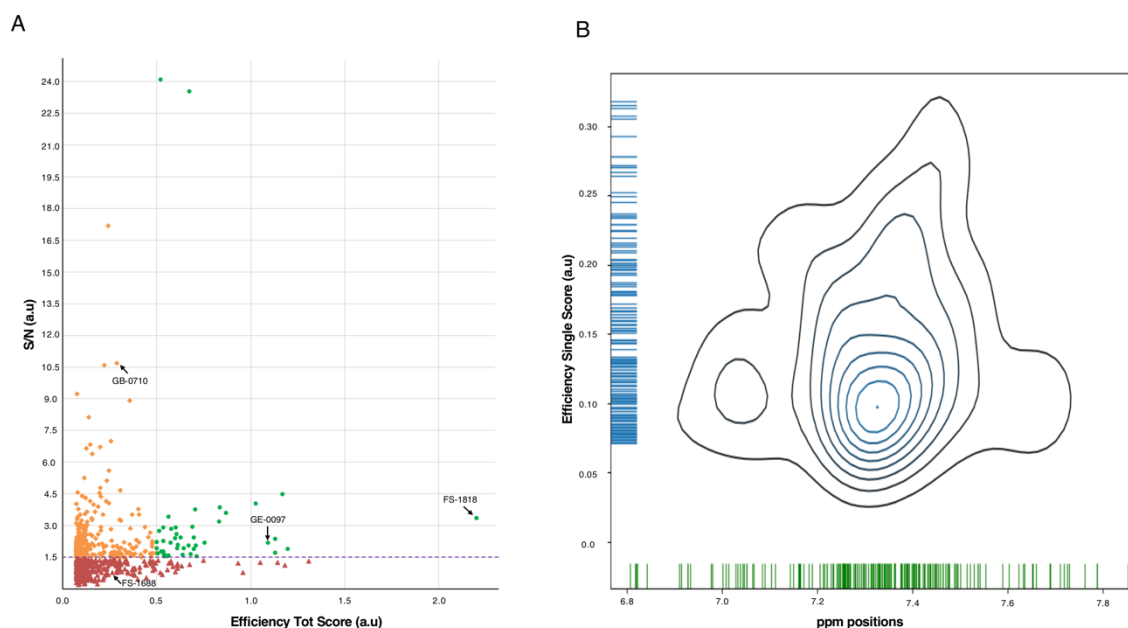 A
S/N (a.u)
24.0
22.5
21.0
19.5
18.0
16.5
15.0
13.5
12.0
10.5
9.0
7.5
6.0
4.5
3.0
1.5
0.0 0.5 1.0 1.5 2.0
Efficiency Tot Score (a.u)
GB-0710
FS-1818
GE-0097
FS-1688
B
Efficiency Single Score (a.u)
0.30
0.25
0.20
0.15
0.10
0.05
0.0
6.8 7.0 7.2 7.4 7.6 7.8
ppm positions